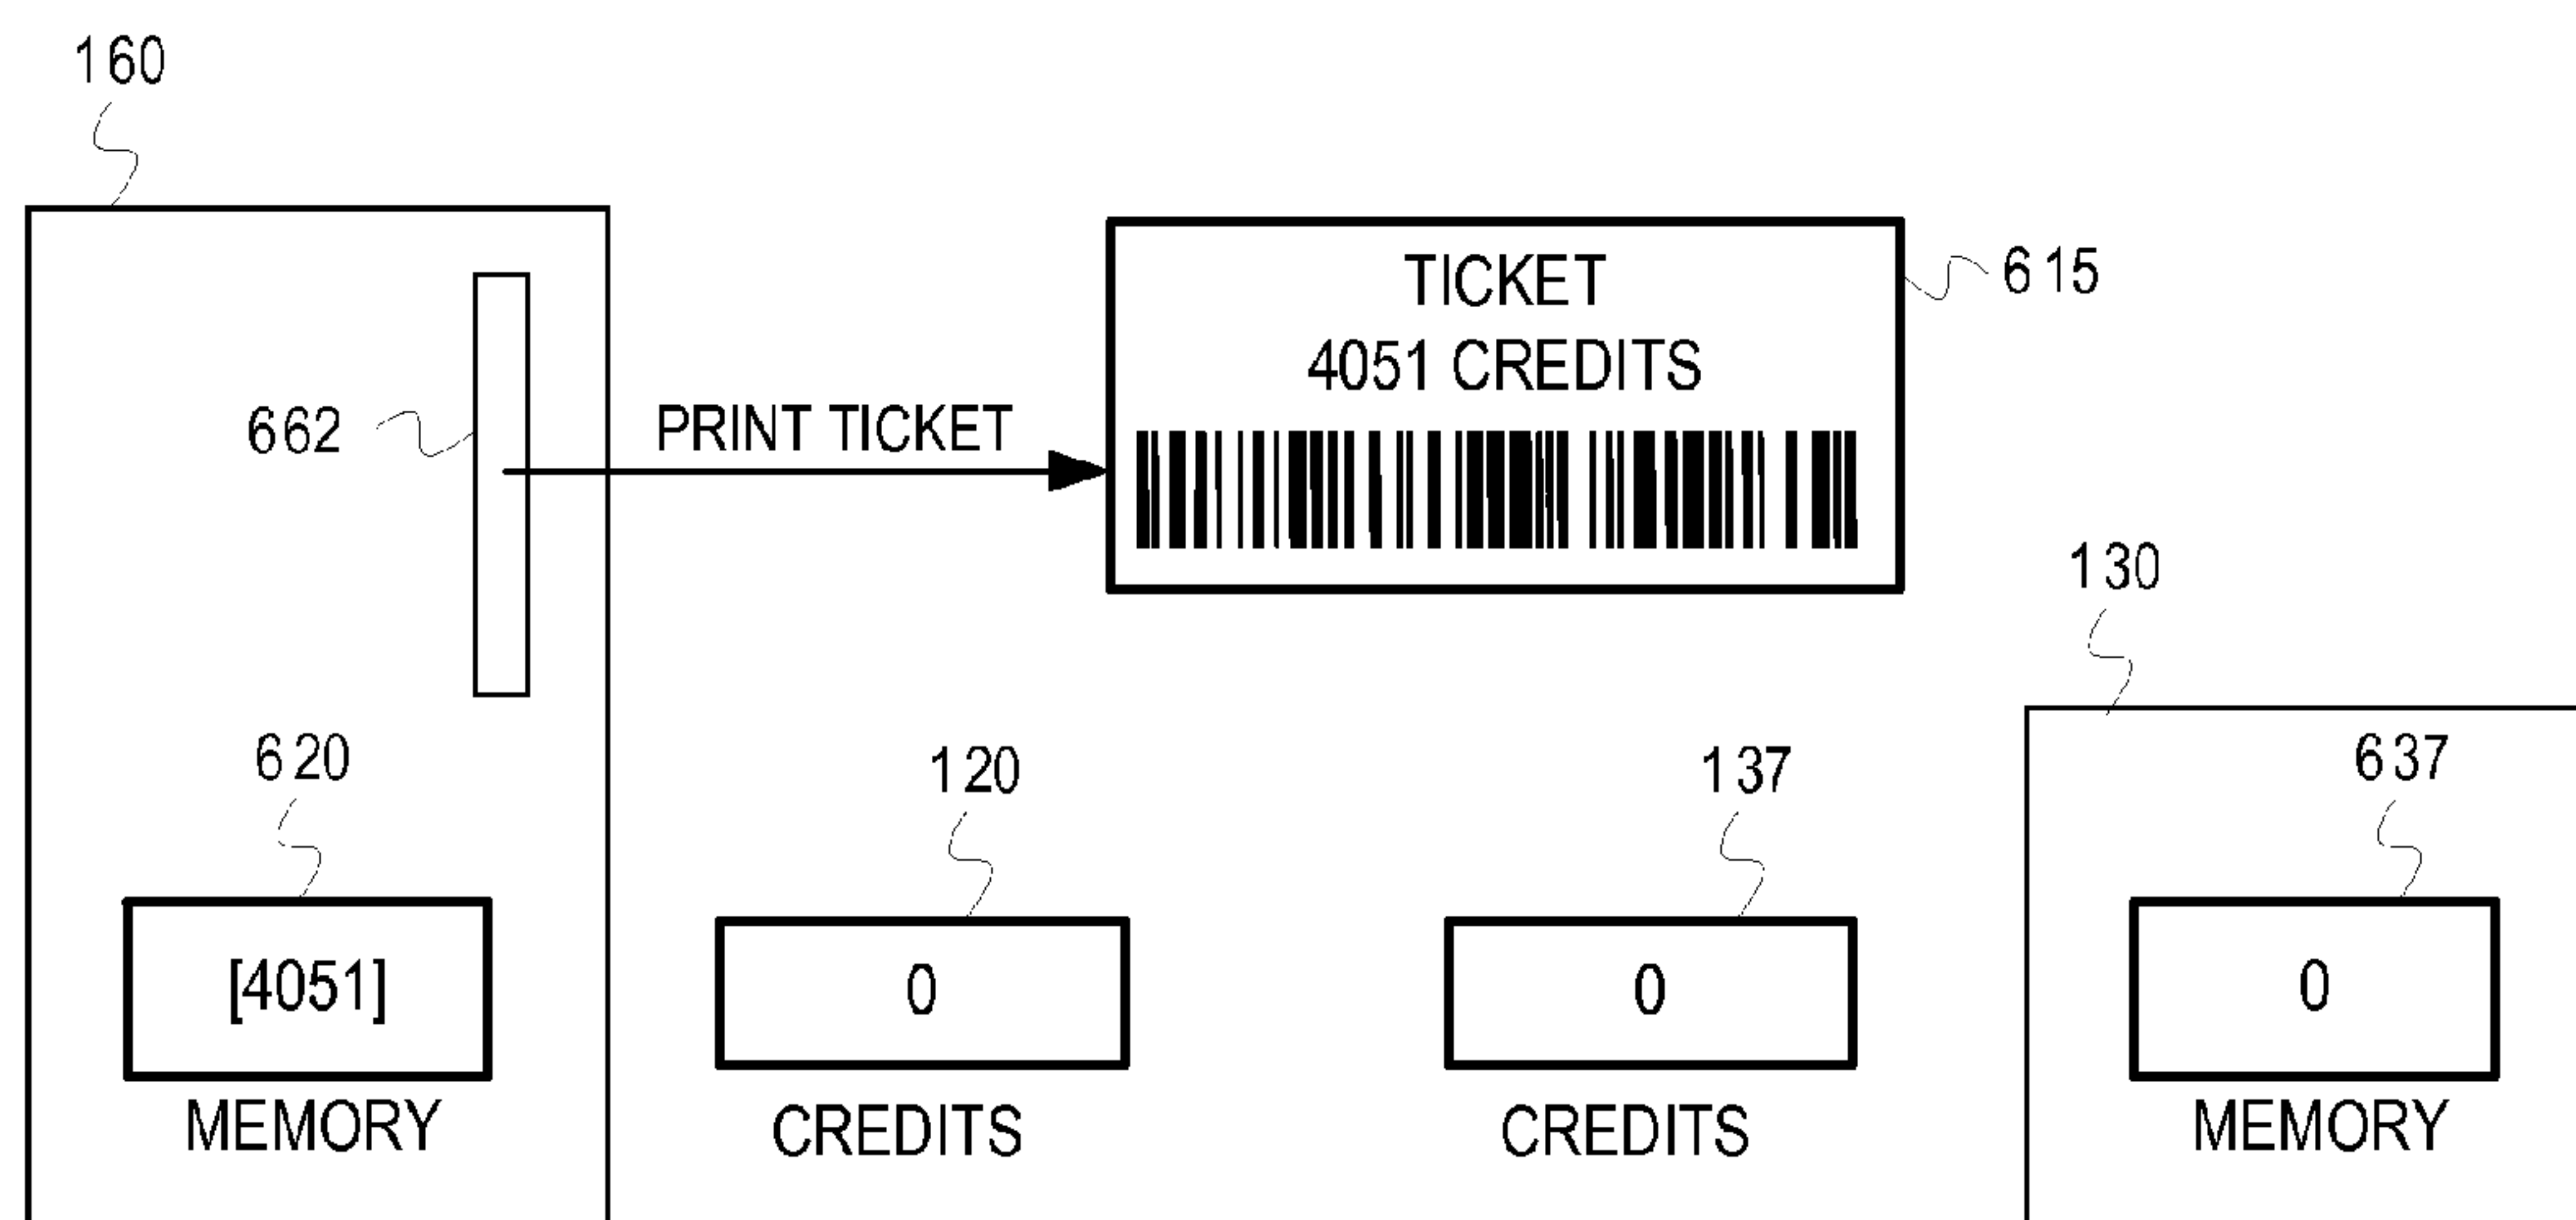 160
TICKET
4051 CREDITS
615
662
PRINT TICKET
130
620
120
137
637
[4051]
0
0
0
MEMORY
CREDITS
CREDITS
MEMORY